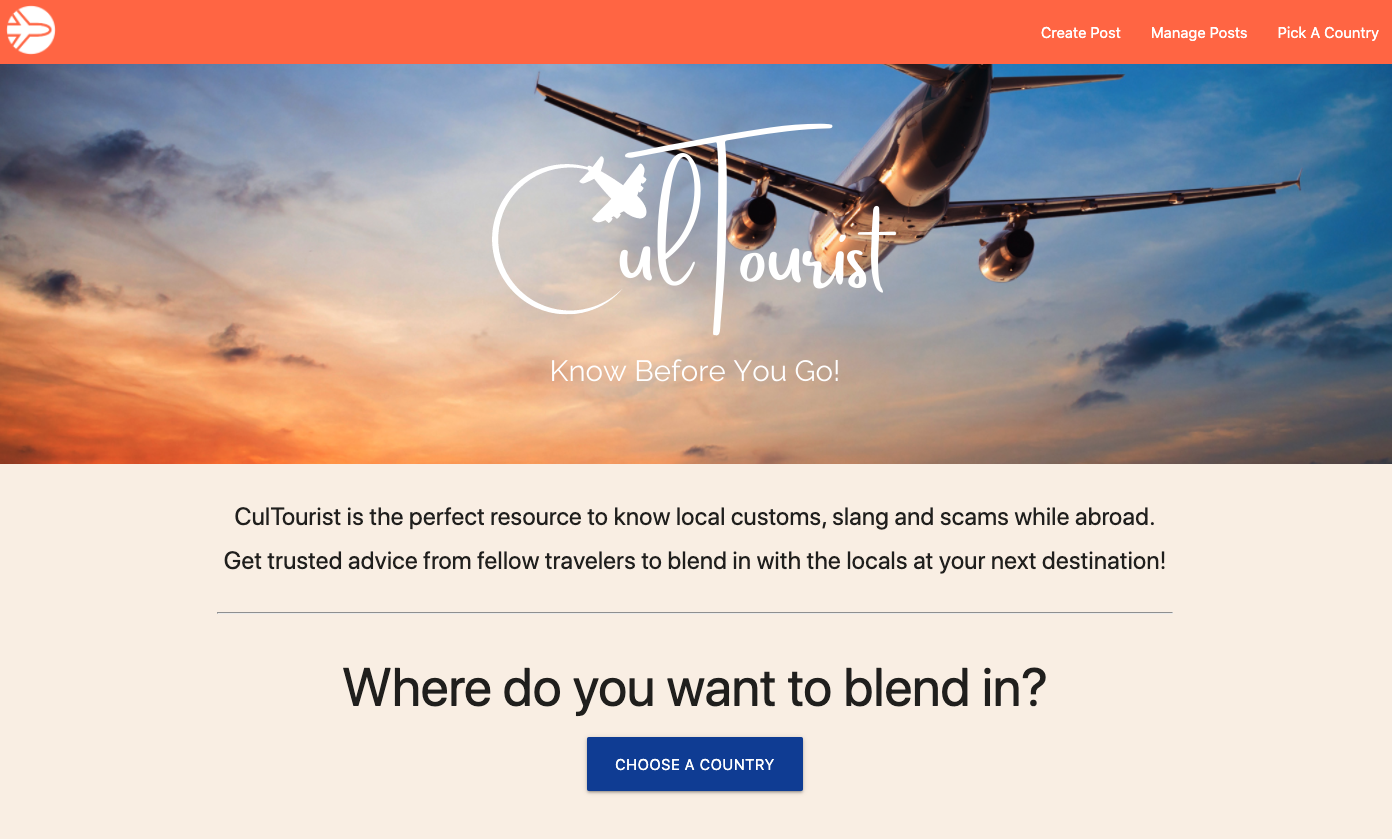 Create Post Manage Posts Pick A Country
CulTourist
Know Before You Go!
CulTourist is the perfect resource to know local customs, slang and scams while abroad.
Get trusted advice from fellow travelers to blend in with the locals at your next destination!
Where do you want to blend in?
CHOOSE A COUNTRY